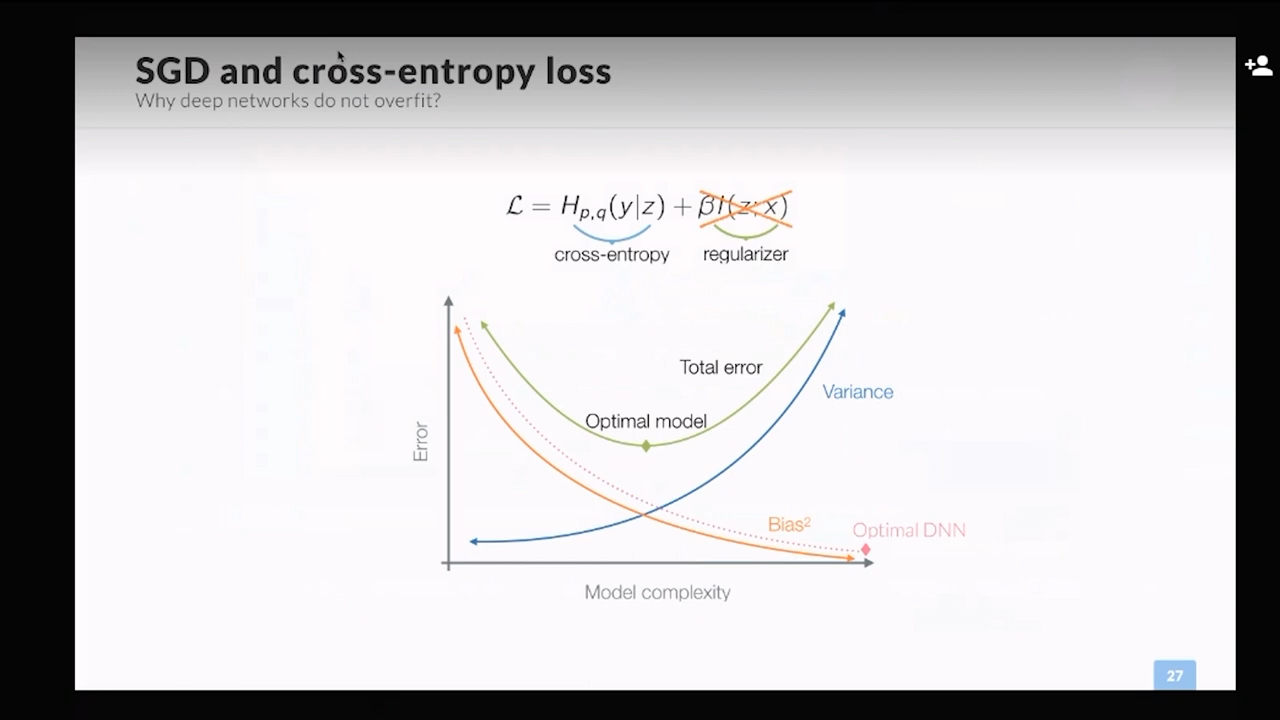 SGD and cross-entropy loss
Why deep networks do not overfit?
ℒ = H_{p,q}(y|z) + βI(z; x)
cross-entropy
regularizer
Total error
Variance
Optimal model
Error
Bias²
Optimal DNN
Model complexity
27